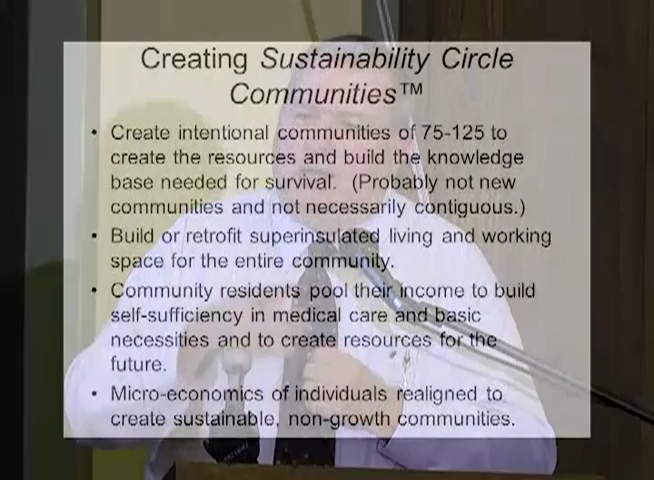 Creating Sustainability Circle
Communities™
• Create intentional communities of 75-125 to
create the resources and build the knowledge
base needed for survival. (Probably not new
communities and not necessarily contiguous.)
• Build or retrofit superinsulated living and working
space for the entire community.
• Community residents pool their income to build
self-sufficiency in medical care and basic
necessities and to create resources for the
future.
• Micro-economics of individuals realigned to
create sustainable, non-growth communities.